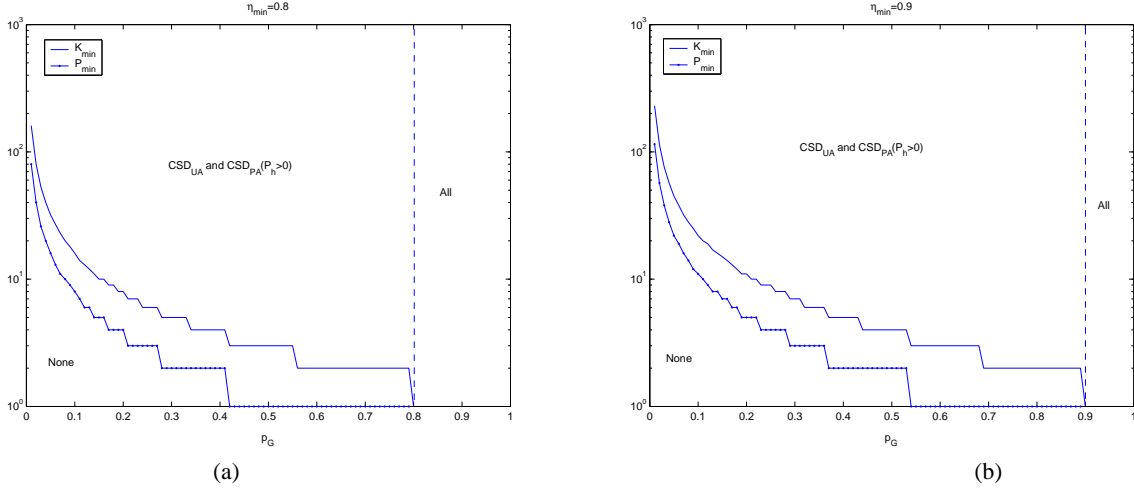 η_min=0.8
10^3
10^2
10^1
10^0
K_min
P_min
CSD_UA and CSD_PA(P_h>0)
All
None
0 0.1 0.2 0.3 0.4 0.5 0.6 0.7 0.8 0.9 1
p_G
(a)
η_min=0.9
10^3
10^2
10^1
10^0
K_min
P_min
CSD_UA and CSD_PA(P_h>0)
All
None
0 0.1 0.2 0.3 0.4 0.5 0.6 0.7 0.8 0.9 1
p_G
(b)